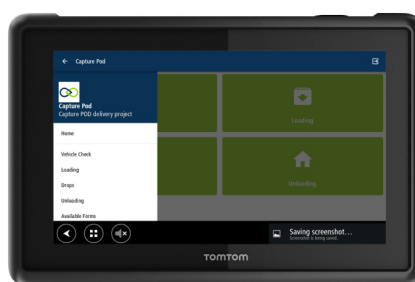 Capture Pod
Capture Pod
Capture POD delivery project
Home
Vehicle Check
Loading
Drops
Unloading
Available Forms
Loading
Unloading
Saving screenshot...
Screenshot is being saved.
TOMTOM